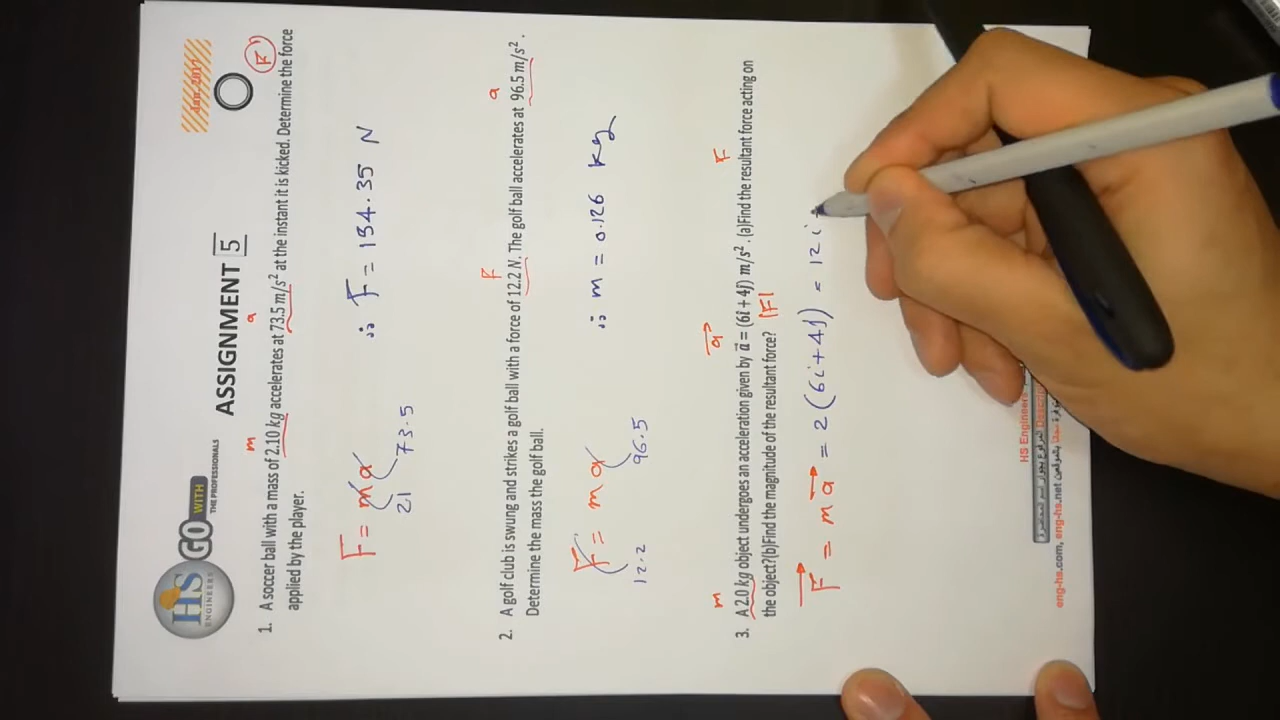 HS
ENGINEERS
GO WITH
THE PROFESSIONALS
ASSIGNMENT 5
Jan. 2017
1. A soccer ball with a mass of 2.10 kg accelerates at 73.5 m/s² at the instant it is kicked. Determine the force
applied by the player.
m
a
F
F = ma
21
73.5
∴ F = 154.35 N
2. A golf club is swung and strikes a golf ball with a force of 12.2 N. The golf ball accelerates at 96.5 m/s².
Determine the mass the golf ball.
F
a
F = ma
12.2
96.5
∴ m = 0.126 kg
3. A 2.0 kg object undergoes an acceleration given by a⃗ = (6î + 4ĵ) m/s². (a)Find the resultant force acting on
the object?(b)Find the magnitude of the resultant force?
m
a⃗
F
|F|
F⃗ = m a⃗ = 2(6i+4j) = 12i
HS Engineers
eng-hs.com, eng-hs.net